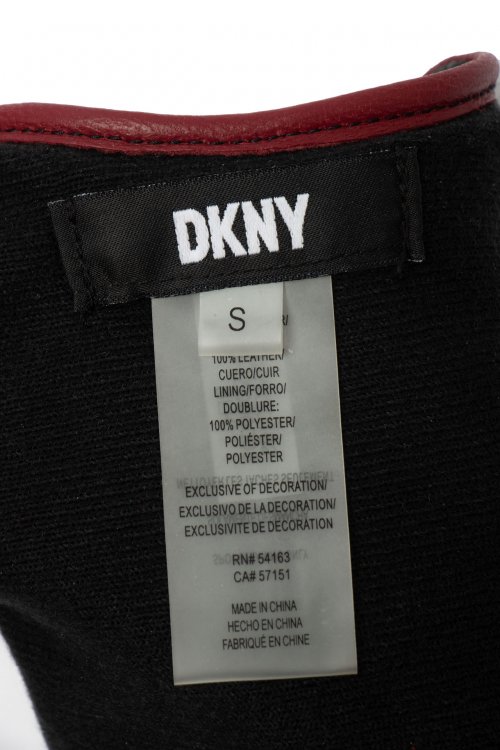 DKNY
S
R/
100% LEATHER/
CUERO/CUIR
LINING/FORRO/
DOUBLURE:
100% POLYESTER/
POLIÉSTER/
POLYESTER
EXCLUSIVE OF DECORATION/
EXCLUSIVO DE LA DECORACION/
EXCLUSIVITE DE DECORATION
RN# 54163
CA# 57151
MADE IN CHINA
HECHO EN CHINA
FABRIQUÉ EN CHINE